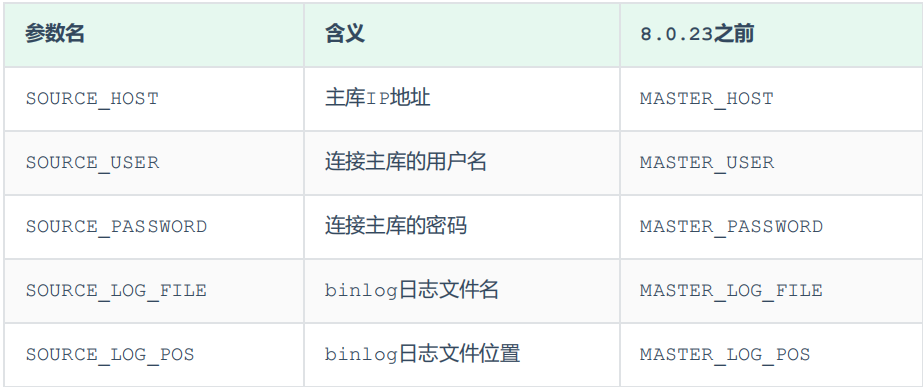 参数名 含义 8.0.23之前
SOURCE_HOST 主库IP地址 MASTER_HOST
SOURCE_USER 连接主库的用户名 MASTER_USER
SOURCE_PASSWORD 连接主库的密码 MASTER_PASSWORD
SOURCE_LOG_FILE binlog日志文件名 MASTER_LOG_FILE
SOURCE_LOG_POS binlog日志文件位置 MASTER_LOG_POS